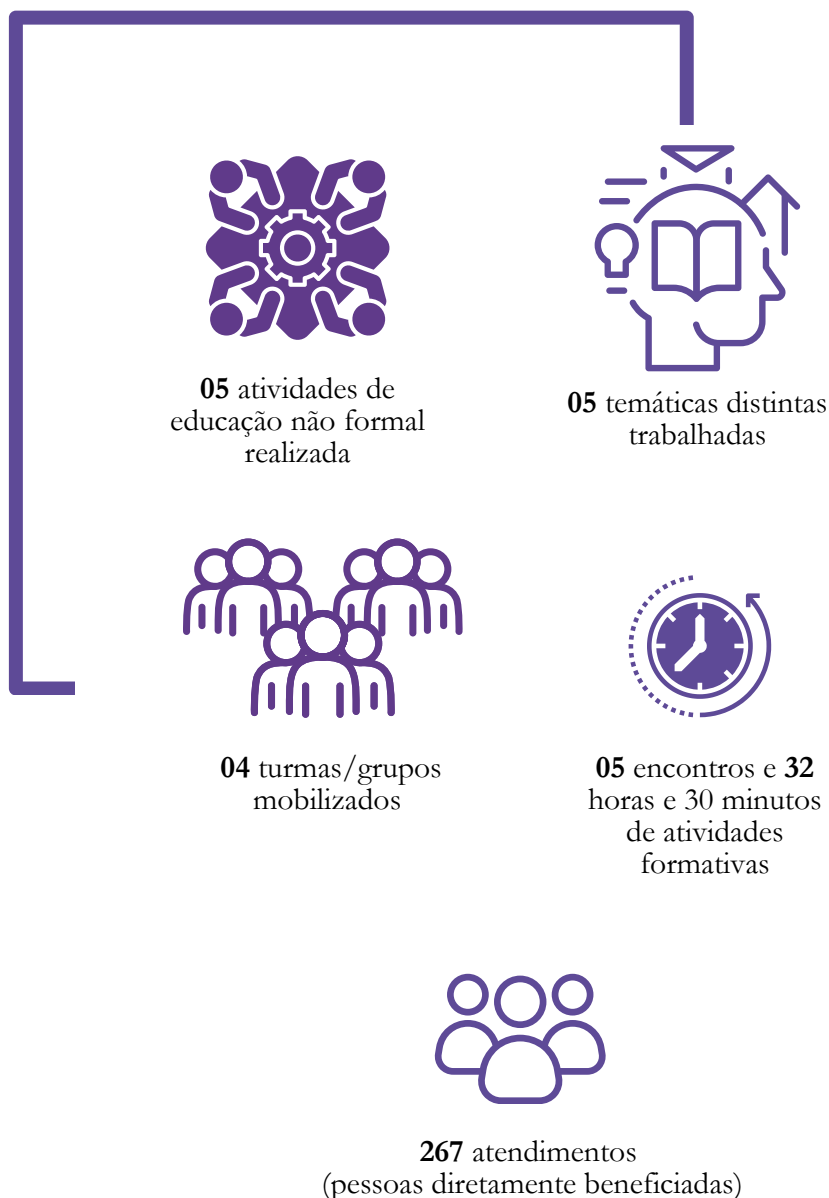 05 atividades de
educação não formal
realizada
05 temáticas distintas
trabalhadas
04 turmas/grupos
mobilizados
05 encontros e 32
horas e 30 minutos
de atividades
formativas
267 atendimentos
(pessoas diretamente beneficiadas)